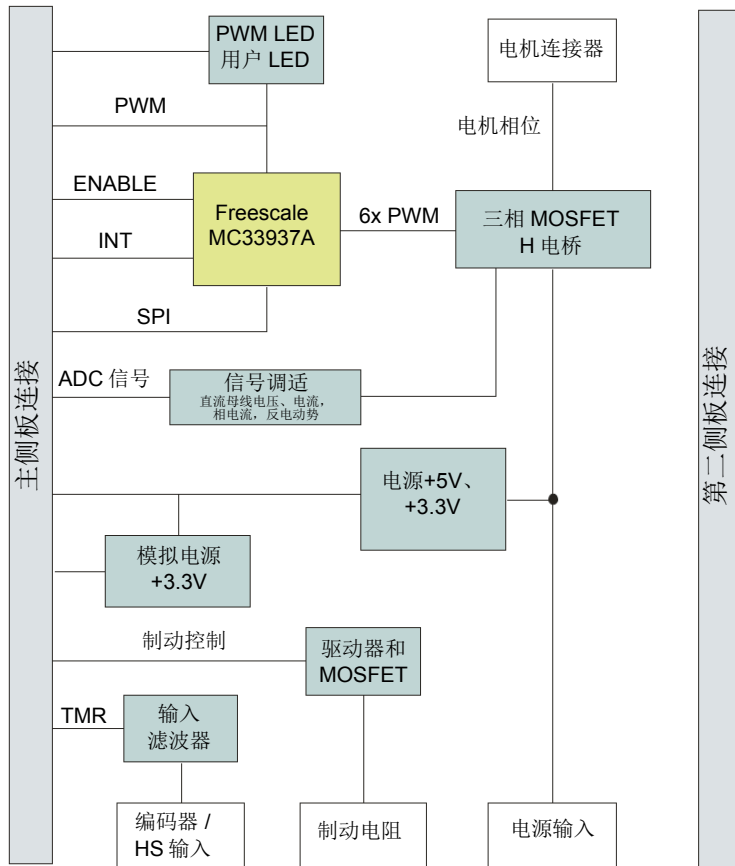 PWM LED
用户 LED
电机连接器
PWM
电机相位
ENABLE
Freescale
MC33937A
6x PWM
三相 MOSFET
H 电桥
INT
SPI
主侧板连接
第二侧板连接
ADC 信号
信号调适
直流母线电压、电流，
相电流，反电动势
电源+5V、
+3.3V
模拟电源
+3.3V
制动控制
驱动器和
MOSFET
TMR
输入
滤波器
编码器 /
HS 输入
制动电阻
电源输入